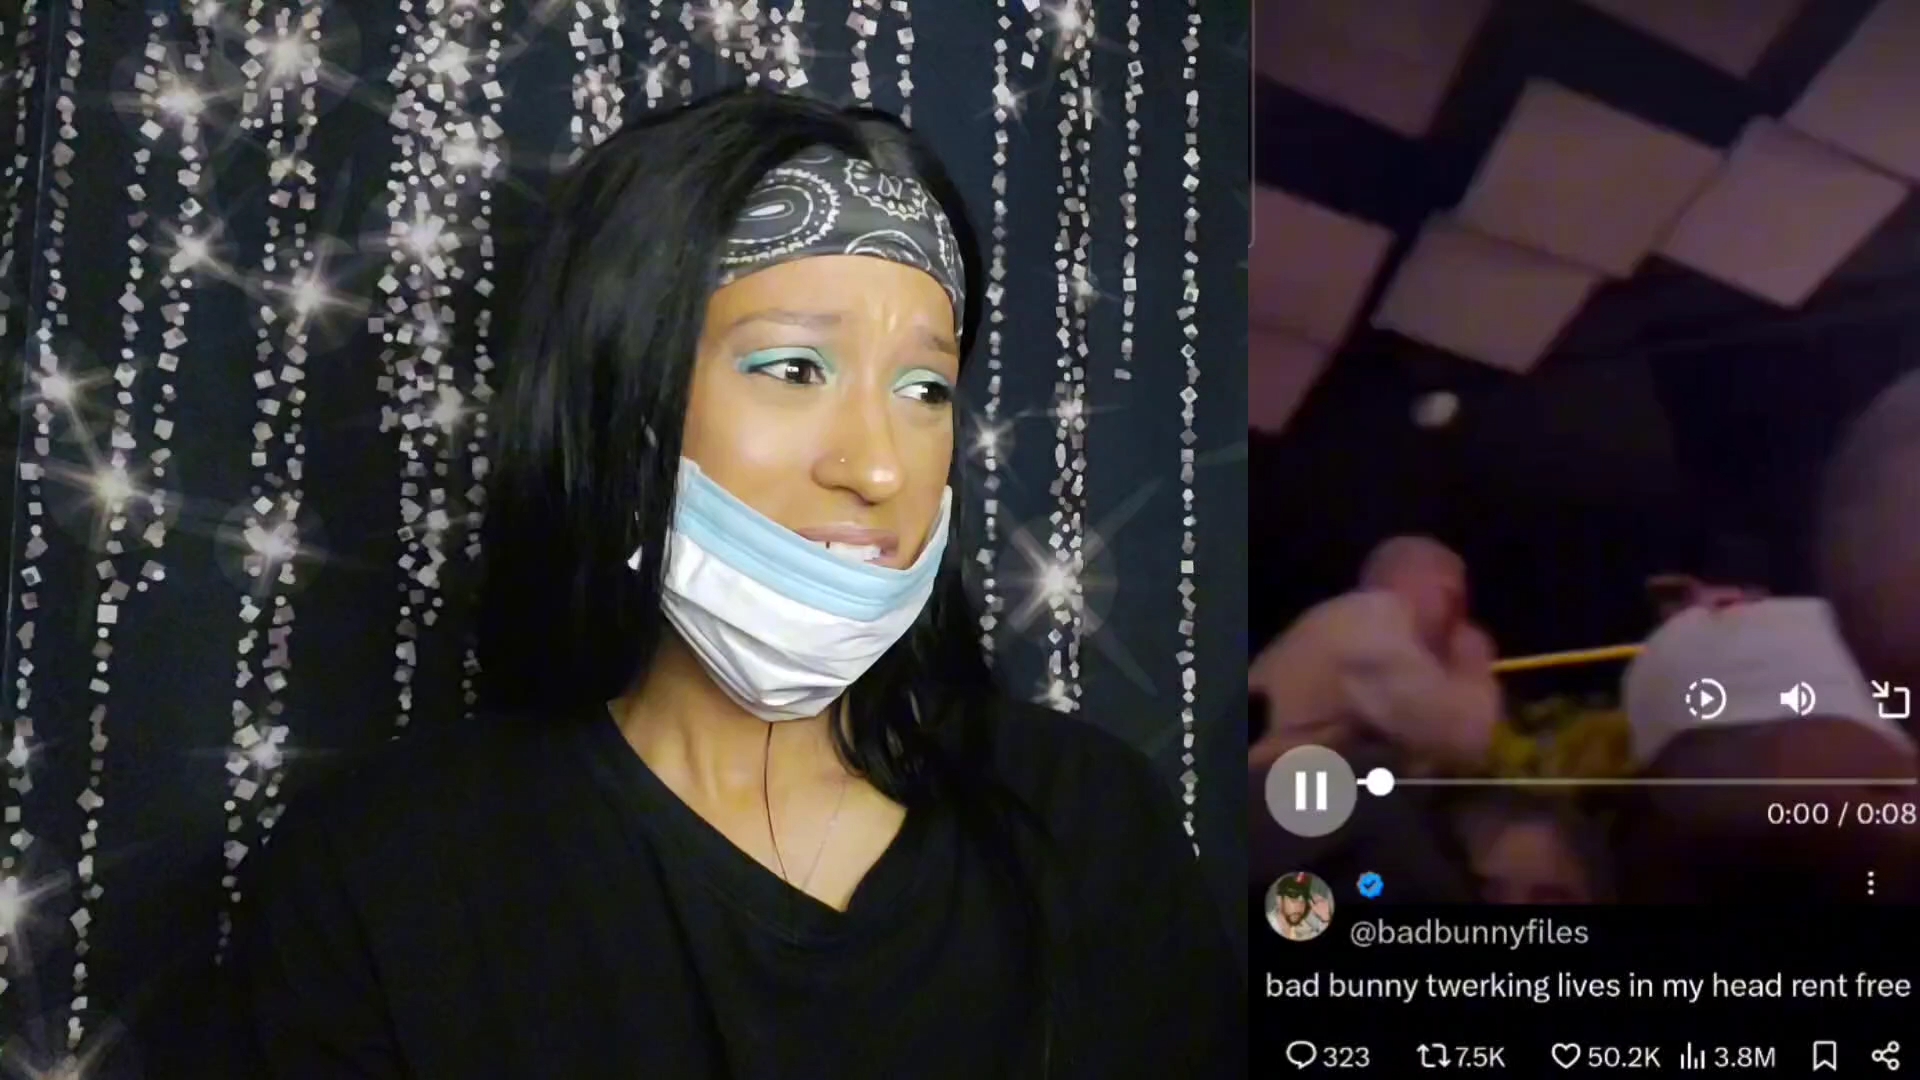 0:00 / 0:08
@badbunnyfiles
bad bunny twerking lives in my head rent free
323 7.5K 50.2K 3.8M